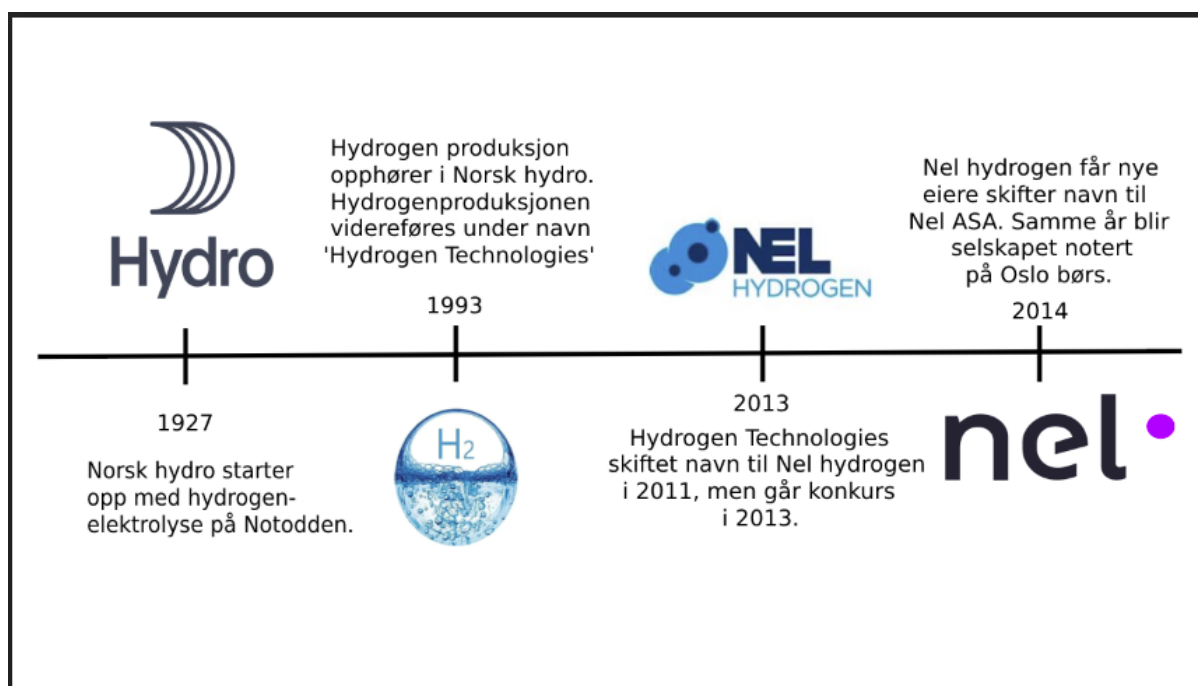 Hydro
1927
Norsk hydro starter
opp med hydrogen-
elektrolyse på Notodden.
Hydrogen produksjon
opphører i Norsk hydro.
Hydrogenproduksjonen
videreføres under navn
'Hydrogen Technologies'
1993
H2
NEL
HYDROGEN
2013
Hydrogen Technologies
skiftet navn til Nel hydrogen
i 2011, men går konkurs
i 2013.
Nel hydrogen får nye
eiere skifter navn til
Nel ASA. Samme år blir
selskapet notert
på Oslo børs.
2014
nel